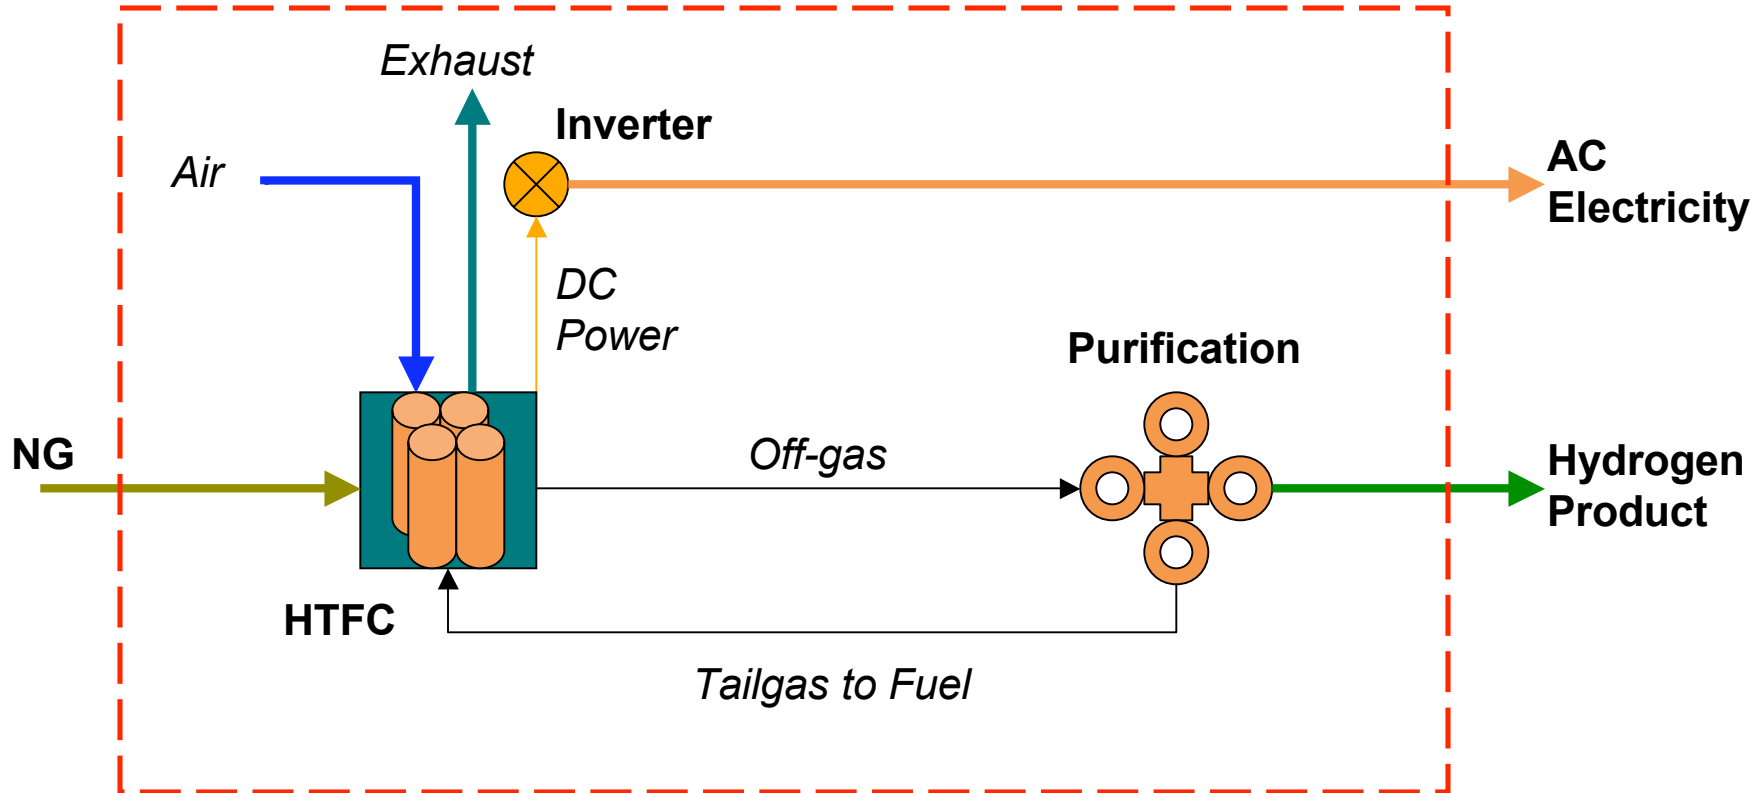 Exhaust
Inverter
Air
AC
Electricity
DC
Power
Purification
NG
Off-gas
Hydrogen
Product
HTFC
Tailgas to Fuel